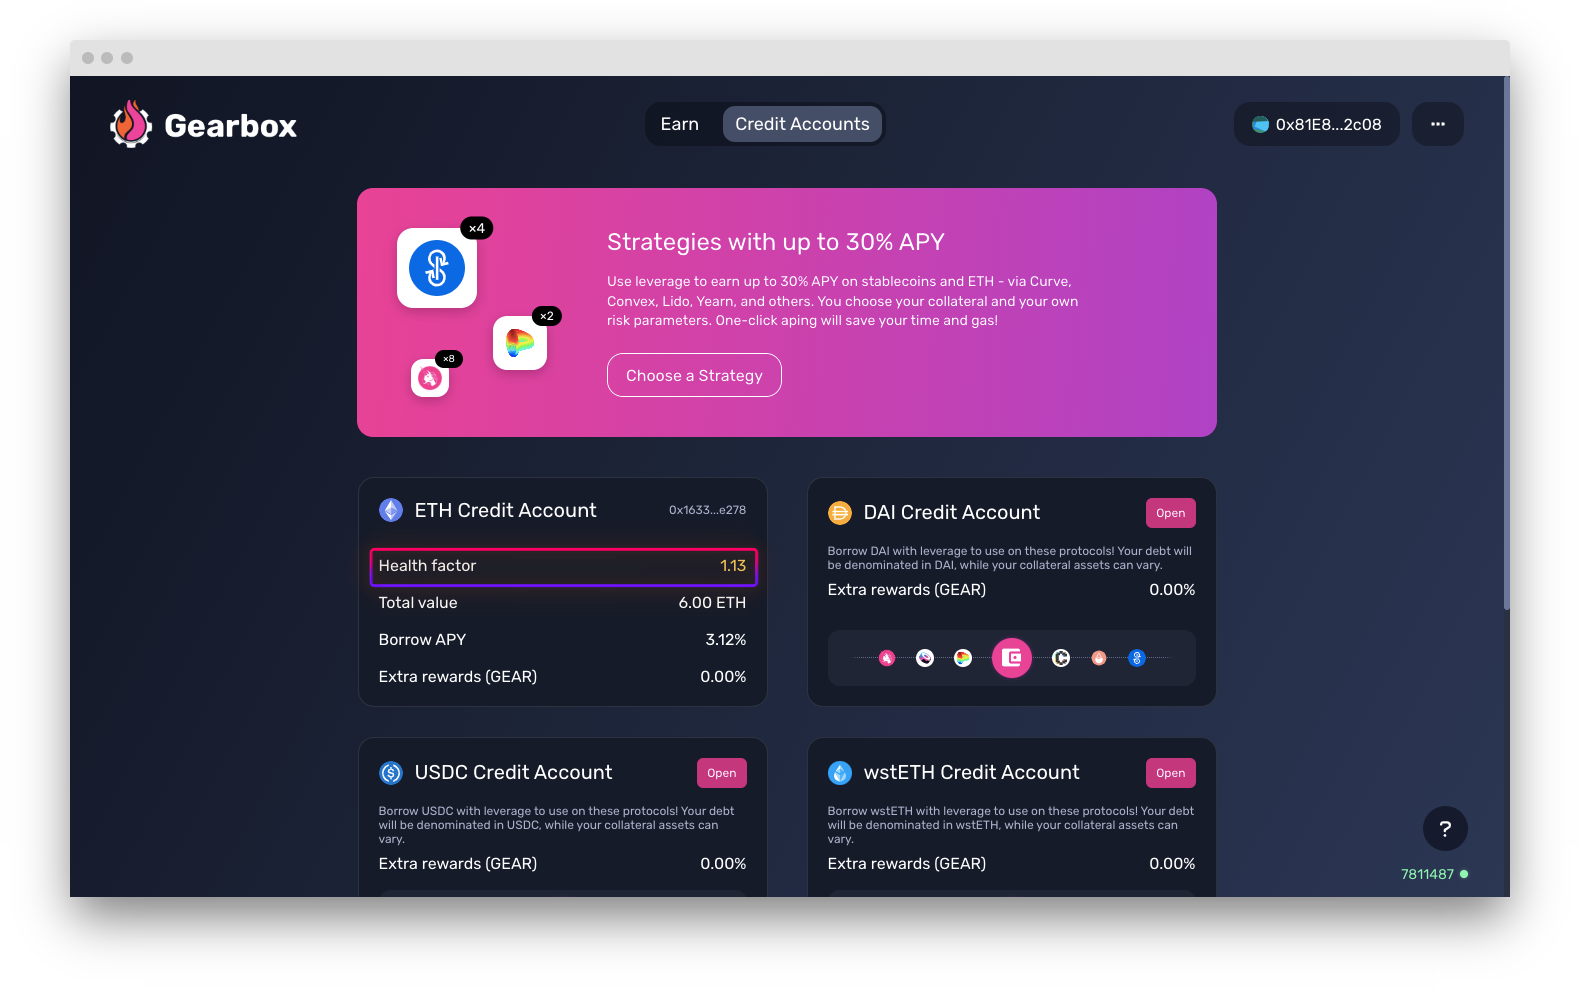 Gearbox
Earn
Credit Accounts
0x81E8...2c08
...
×4
×2
×8
Strategies with up to 30% APY
Use leverage to earn up to 30% APY on stablecoins and ETH - via Curve,
Convex, Lido, Yearn, and others. You choose your collateral and your own
risk parameters. One-click aping will save your time and gas!
Choose a Strategy
ETH Credit Account
0x1633...e278
Health factor
1.13
Total value
6.00 ETH
Borrow APY
3.12%
Extra rewards (GEAR)
0.00%
DAI Credit Account
Open
Borrow DAI with leverage to use on these protocols! Your debt will
be denominated in DAI, while your collateral assets can vary.
Extra rewards (GEAR)
0.00%
USDC Credit Account
Open
Borrow USDC with leverage to use on these protocols! Your debt
will be denominated in USDC, while your collateral assets can
vary.
Extra rewards (GEAR)
0.00%
wstETH Credit Account
Open
Borrow wstETH with leverage to use on these protocols! Your debt
will be denominated in wstETH, while your collateral assets can
vary.
Extra rewards (GEAR)
0.00%
?
7811487